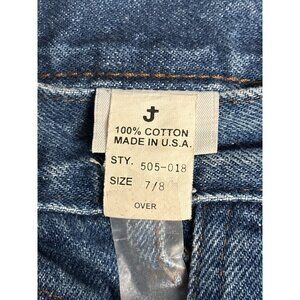 100% COTTON
MADE IN U.S.A.
STY. 505-018
SIZE 7/8
OVER